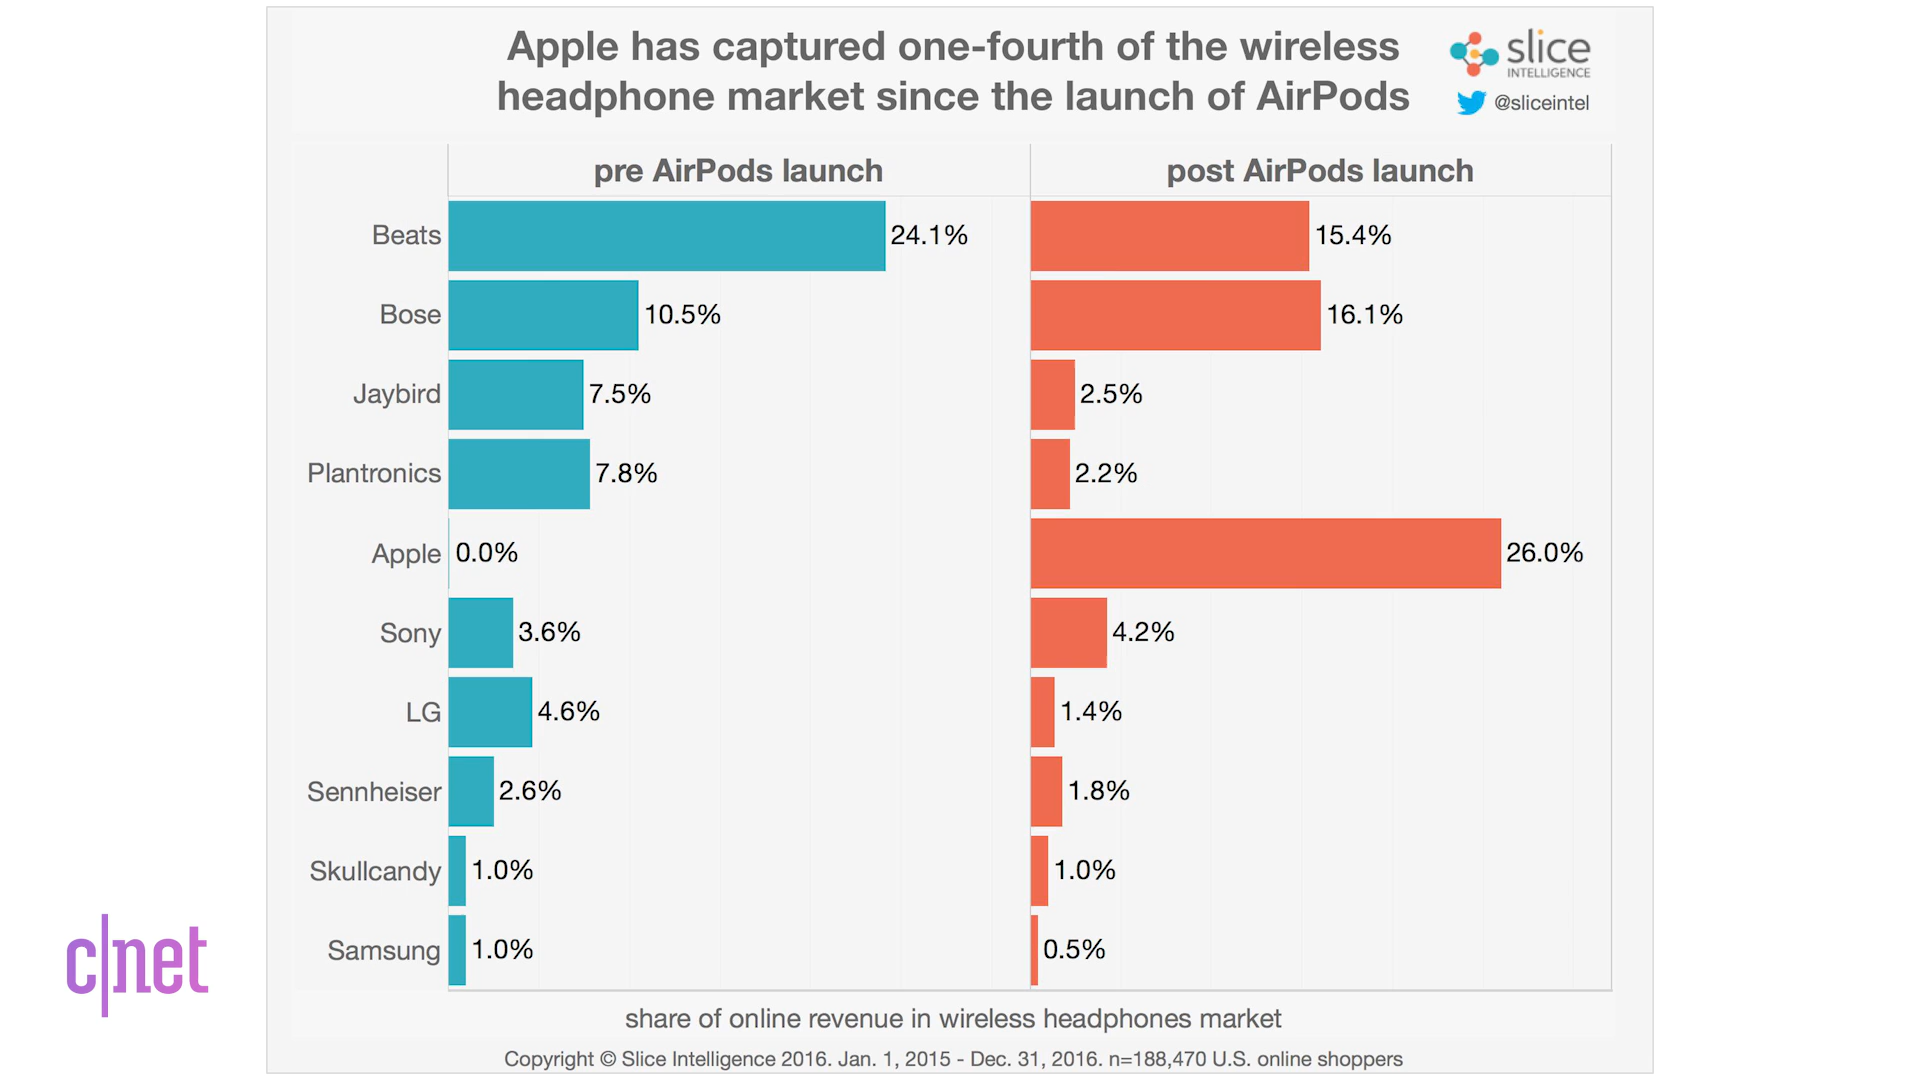 Apple has captured one-fourth of the wireless
headphone market since the launch of AirPods
slice
INTELLIGENCE
@sliceintel
pre AirPods launch
post AirPods launch
Beats 24.1% 15.4%
Bose 10.5% 16.1%
Jaybird 7.5% 2.5%
Plantronics 7.8% 2.2%
Apple 0.0% 26.0%
Sony 3.6% 4.2%
LG 4.6% 1.4%
Sennheiser 2.6% 1.8%
Skullcandy 1.0% 1.0%
Samsung 1.0% 0.5%
c|net
share of online revenue in wireless headphones market
Copyright © Slice Intelligence 2016. Jan. 1, 2015 - Dec. 31, 2016. n=188,470 U.S. online shoppers